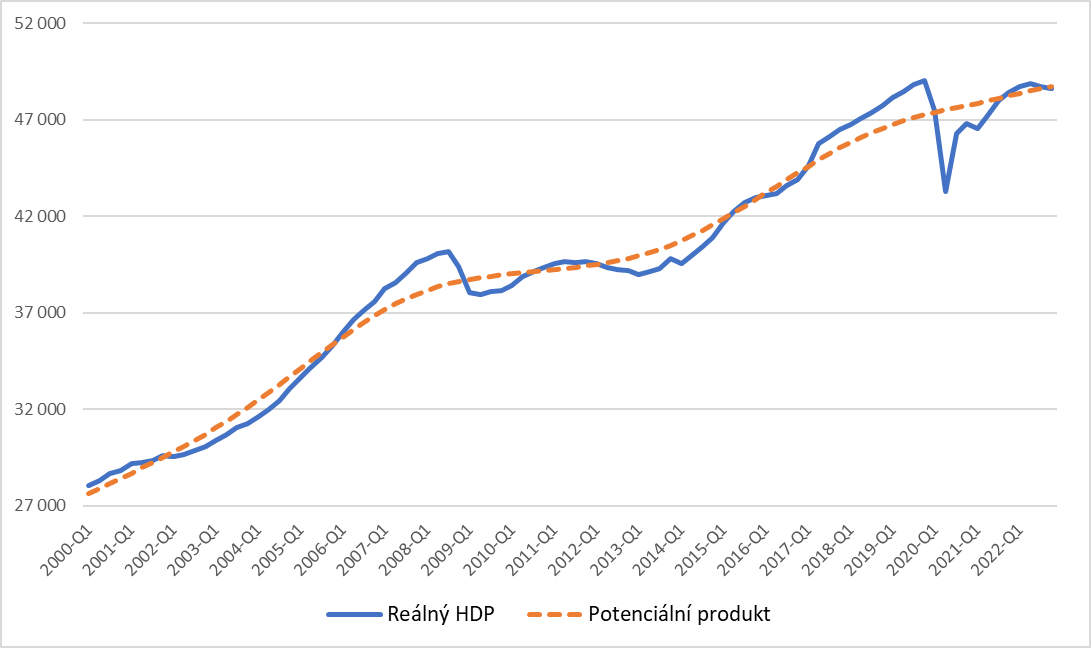 52 000
47 000
42 000
37 000
32 000
27 000
2000-Q1
2001-Q1
2002-Q1
2003-Q1
2004-Q1
2005-Q1
2006-Q1
2007-Q1
2008-Q1
2009-Q1
2010-Q1
2011-Q1
2012-Q1
2013-Q1
2014-Q1
2015-Q1
2016-Q1
2017-Q1
2018-Q1
2019-Q1
2020-Q1
2021-Q1
2022-Q1
Reálný HDP
Potenciální produkt